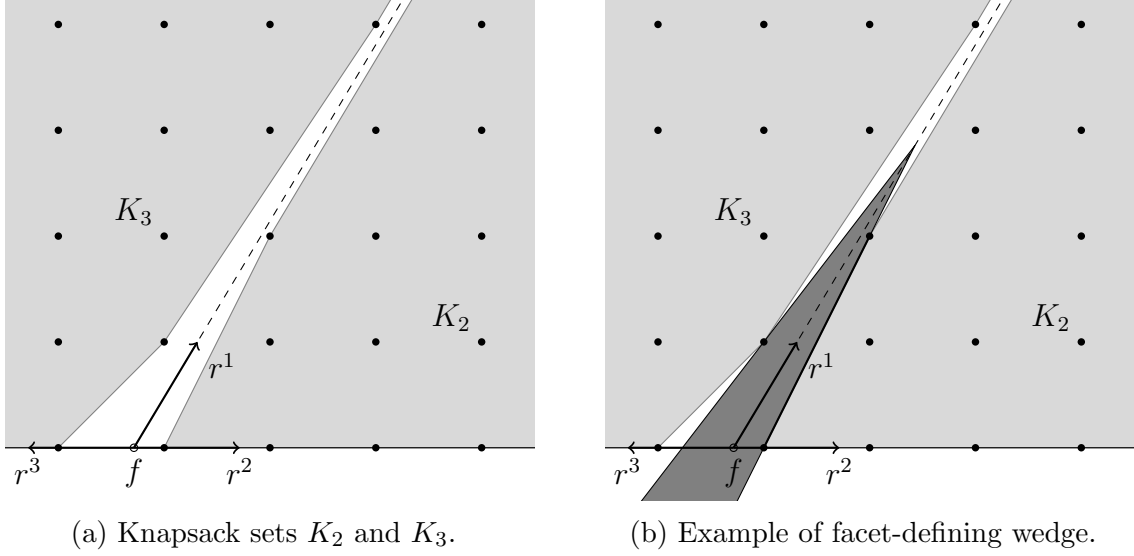 K₃
K₂
r¹
r³
f
r²
(a) Knapsack sets K₂ and K₃.
K₃
K₂
r¹
r³
f
r²
(b) Example of facet-defining wedge.